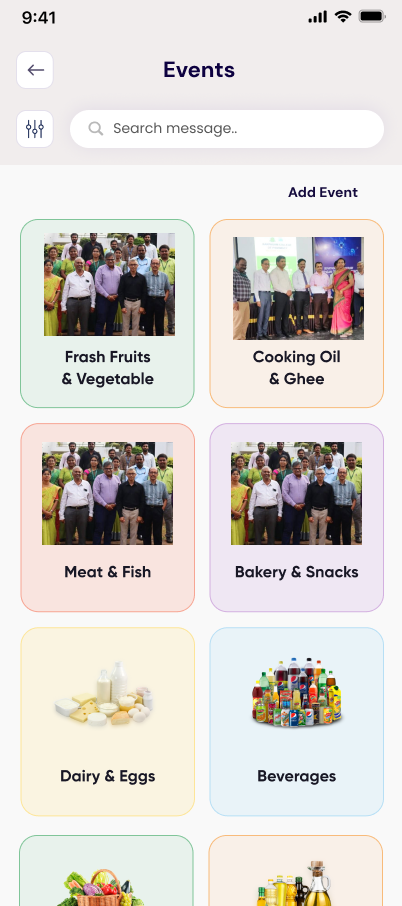 9:41
Events
Search message..
Add Event
Frash Fruits
& Vegetable
Cooking Oil
& Ghee
Meat & Fish
Bakery & Snacks
Dairy & Eggs
Beverages